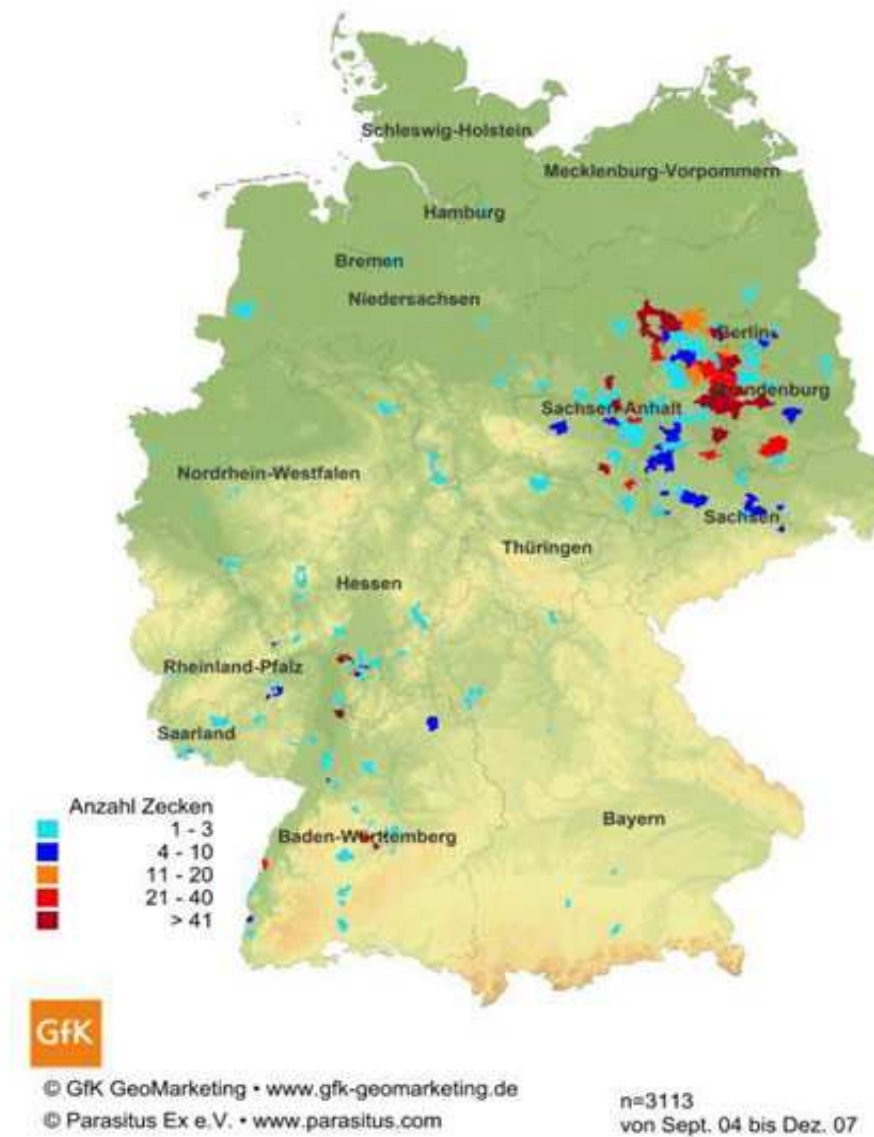 Schleswig-Holstein
Mecklenburg-Vorpommern
Hamburg
Bremen
Niedersachsen
Berlin
Brandenburg
Sachsen-Anhalt
Nordrhein-Westfalen
Sachsen
Thüringen
Hessen
Rheinland-Pfalz
Saarland
Anzahl Zecken
1 - 3
4 - 10
11 - 20
21 - 40
> 41
Bayern
Baden-Württemberg
GfK
© GfK GeoMarketing • www.gfk-geomarketing.de
© Parasitus Ex e.V. • www.parasitus.com
n=3113
von Sept. 04 bis Dez. 07